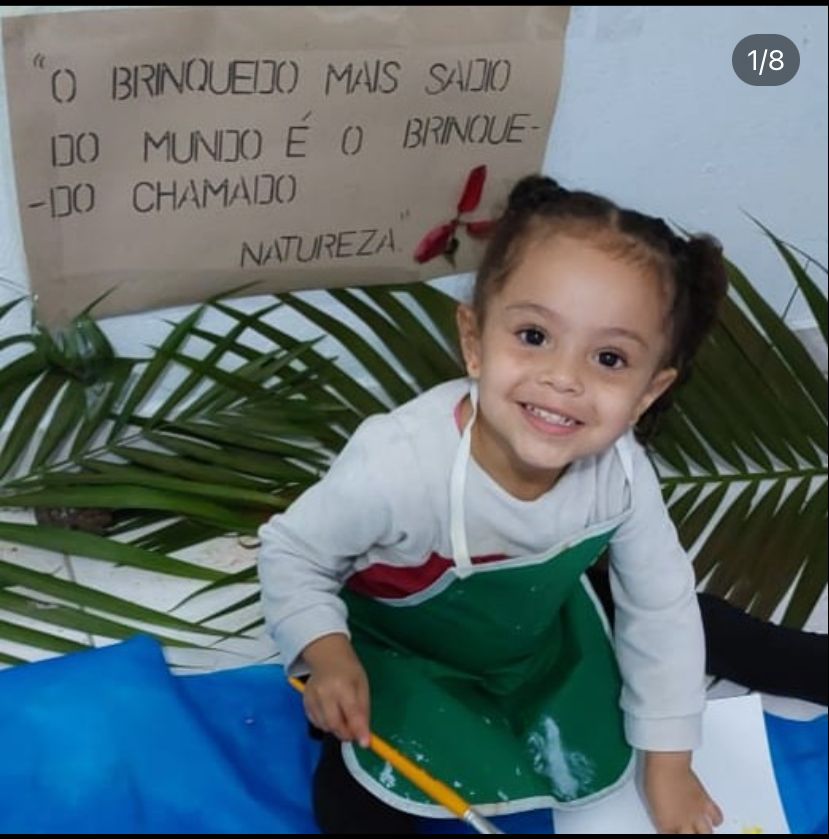 1/8
"O BRINQUEDO MAIS SADIO
DO MUNDO É O BRINQUE-
-DO CHAMADO
NATUREZA."